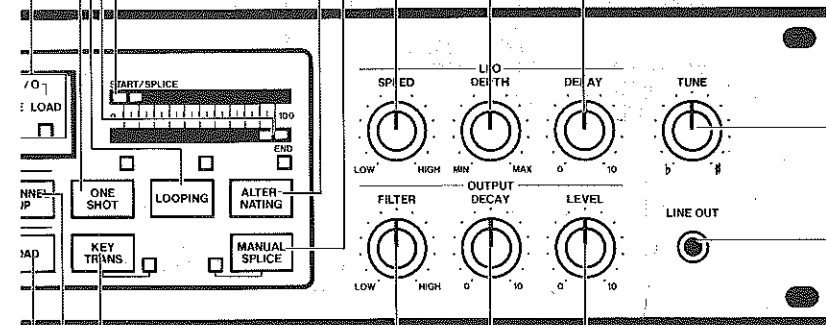 /O
LOAD
START/SPLICE
0 100
END
ONE
SHOT
LOOPING
ALTER-
NATING
KEY
TRANS.
MANUAL
SPLICE
LFO
SPEED DEPTH DELAY
LOW HIGH MIN MAX 0 10
TUNE
♭ ♯
OUTPUT
FILTER DECAY LEVEL
LOW HIGH 0 10 0 10
LINE OUT